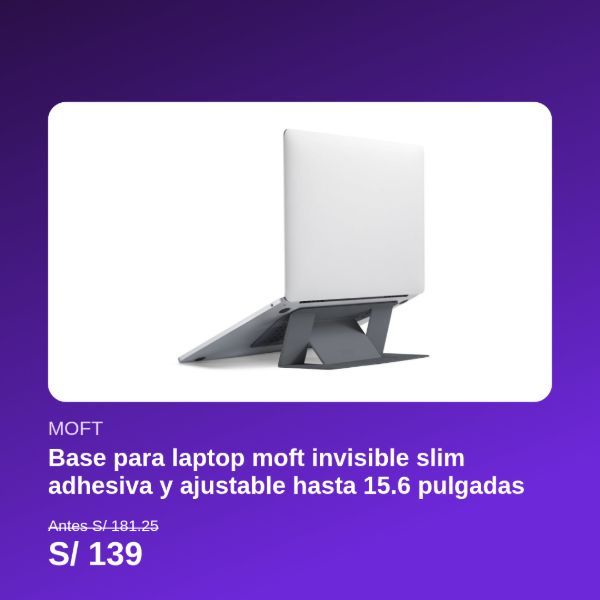 MOFT
Base para laptop moft invisible slim
adhesiva y ajustable hasta 15.6 pulgadas
Antes S/ 181.25
S/ 139